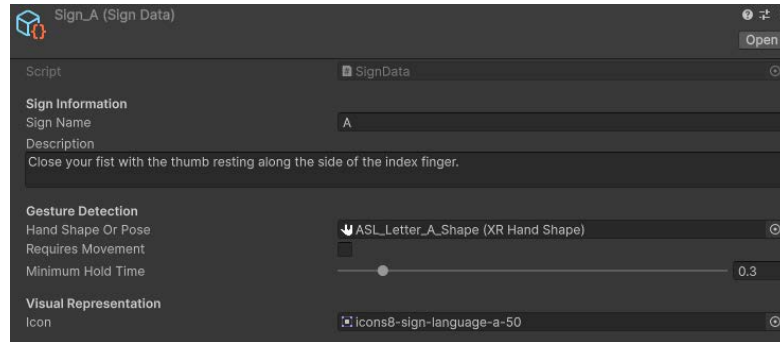 Sign_A (Sign Data)
Open
Script SignData
Sign Information
Sign Name A
Description
Close your fist with the thumb resting along the side of the index finger.
Gesture Detection
Hand Shape Or Pose ASL_Letter_A_Shape (XR Hand Shape)
Requires Movement
Minimum Hold Time 0.3
Visual Representation
Icon icons8-sign-language-a-50